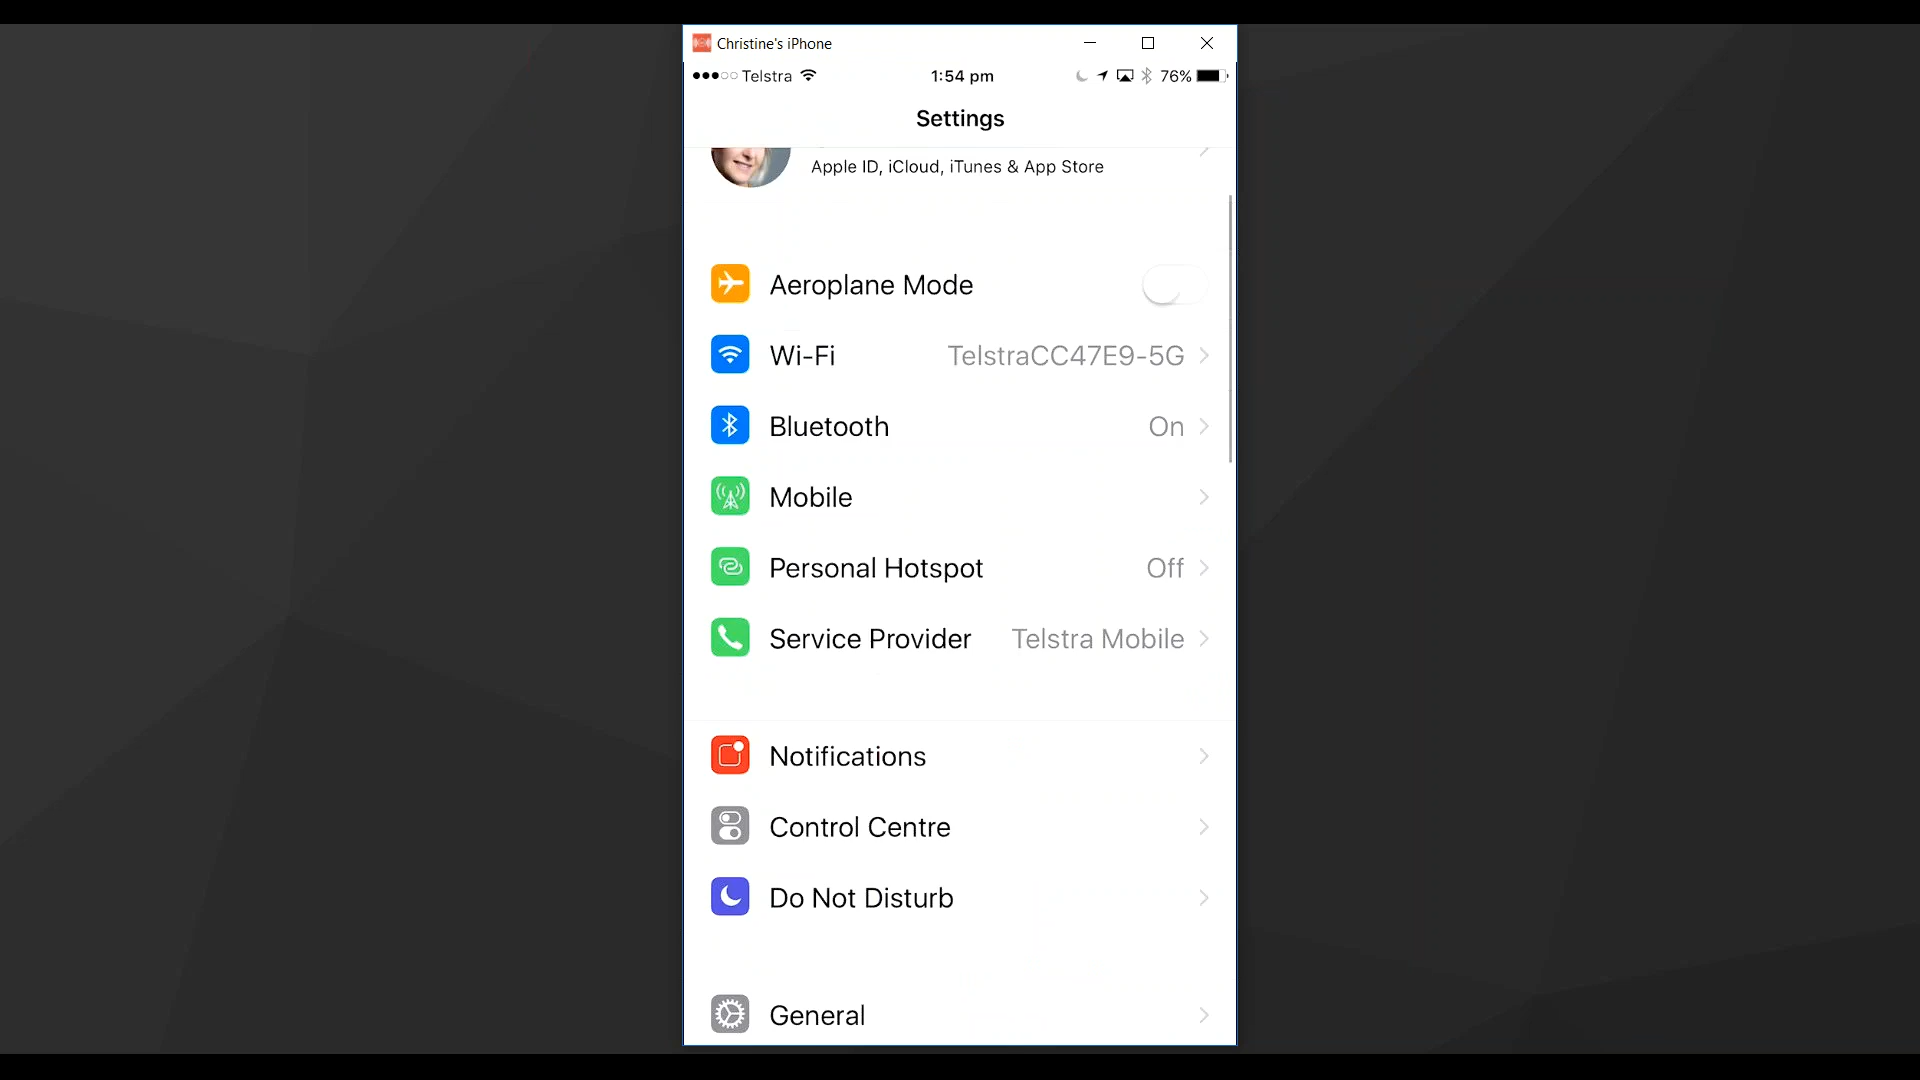 Christine's iPhone
Telstra 1:54 pm 76%
Settings
Apple ID, iCloud, iTunes & App Store
Aeroplane Mode
Wi-Fi TelstraCC47E9-5G
Bluetooth On
Mobile
Personal Hotspot Off
Service Provider Telstra Mobile
Notifications
Control Centre
Do Not Disturb
General